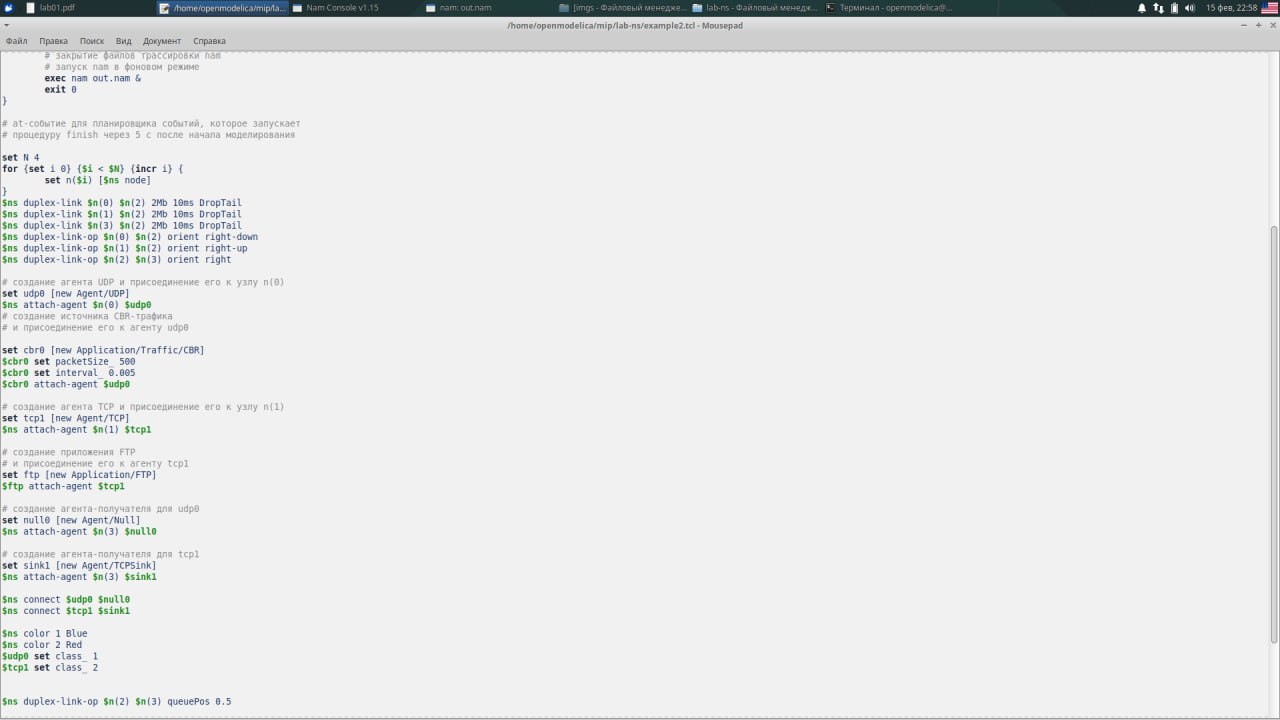 lab01.pdf
/home/openmodelica/mip/la...
Nam Console v1.15
nam: out.nam
[imgs - Файловый менедже...
lab-ns - Файловый менедже...
Терминал - openmodelica@...
15 фев, 22:58
/home/openmodelica/mip/lab-ns/example2.tcl - Mousepad
Файл Правка Поиск Вид Документ Справка
# закрытие файлов трассировки nam
# запуск nam в фоновом режиме
exec nam out.nam &
exit 0
}
# at-событие для планировщика событий, которое запускает
# процедуру finish через 5 с после начала моделирования
set N 4
for {set i 0} {$i < $N} {incr i} {
set n($i) [$ns node]
}
$ns duplex-link $n(0) $n(2) 2Mb 10ms DropTail
$ns duplex-link $n(1) $n(2) 2Mb 10ms DropTail
$ns duplex-link $n(3) $n(2) 2Mb 10ms DropTail
$ns duplex-link-op $n(0) $n(2) orient right-down
$ns duplex-link-op $n(1) $n(2) orient right-up
$ns duplex-link-op $n(2) $n(3) orient right
# создание агента UDP и присоединение его к узлу n(0)
set udp0 [new Agent/UDP]
$ns attach-agent $n(0) $udp0
# создание источника CBR-трафика
# и присоединение его к агенту udp0
set cbr0 [new Application/Traffic/CBR]
$cbr0 set packetSize_ 500
$cbr0 set interval_ 0.005
$cbr0 attach-agent $udp0
# создание агента TCP и присоединение его к узлу n(1)
set tcp1 [new Agent/TCP]
$ns attach-agent $n(1) $tcp1
# создание приложения FTP
# и присоединение его к агенту tcp1
set ftp [new Application/FTP]
$ftp attach-agent $tcp1
# создание агента-получателя для udp0
set null0 [new Agent/Null]
$ns attach-agent $n(3) $null0
# создание агента-получателя для tcp1
set sink1 [new Agent/TCPSink]
$ns attach-agent $n(3) $sink1
$ns connect $udp0 $null0
$ns connect $tcp1 $sink1
$ns color 1 Blue
$ns color 2 Red
$udp0 set class_ 1
$tcp1 set class_ 2
$ns duplex-link-op $n(2) $n(3) queuePos 0.5